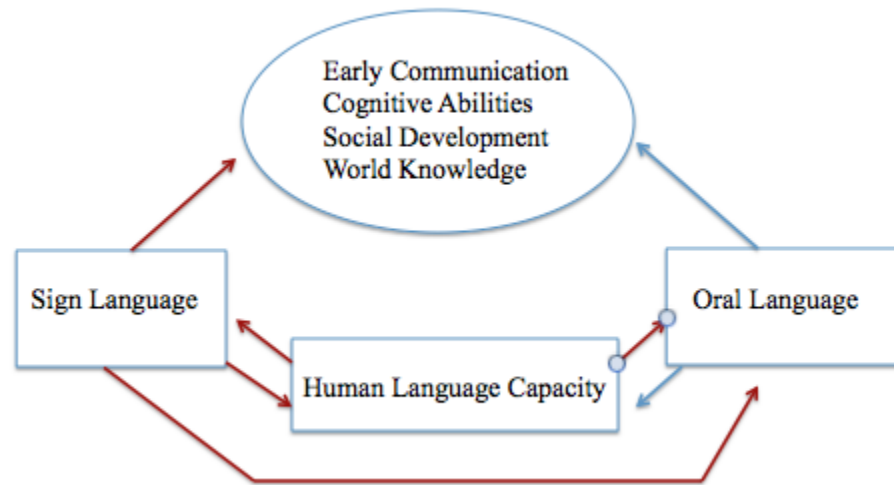 Early Communication
Cognitive Abilities
Social Development
World Knowledge
Sign Language
Oral Language
Human Language Capacity